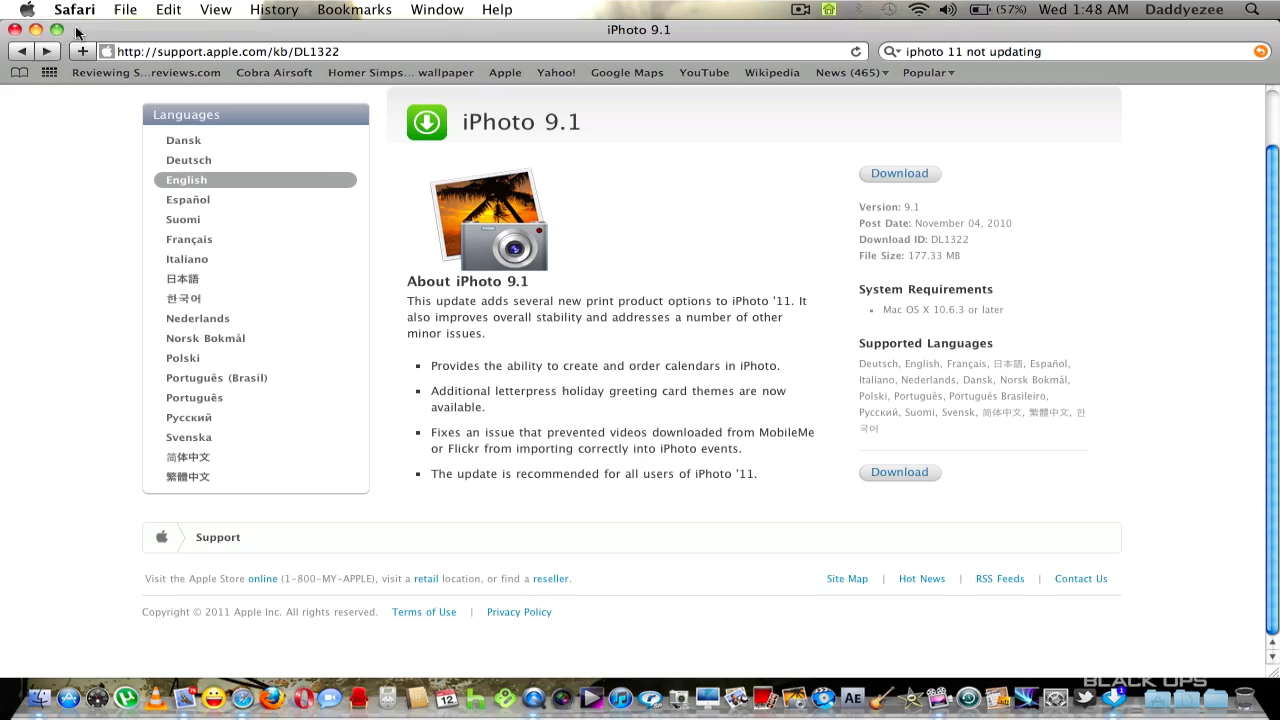 Safari File Edit View History Bookmarks Window Help (57%) Wed 1:48 AM Daddyezee
iPhoto 9.1
http://support.apple.com/kb/DL1322 iphoto 11 not updating
Reviewing S...reviews.com Cobra Airsoft Homer Simps... wallpaper Apple Yahoo! Google Maps YouTube Wikipedia News (465) Popular
Languages
Dansk
Deutsch
English
Español
Suomi
Français
Italiano
日本語
한국어
Nederlands
Norsk Bokmål
Polski
Português (Brasil)
Português
Русский
Svenska
简体中文
繁體中文
iPhoto 9.1
About iPhoto 9.1
This update adds several new print product options to iPhoto '11. It
also improves overall stability and addresses a number of other
minor issues.
Provides the ability to create and order calendars in iPhoto.
Additional letterpress holiday greeting card themes are now
available.
Fixes an issue that prevented videos downloaded from MobileMe
or Flickr from importing correctly into iPhoto events.
The update is recommended for all users of iPhoto '11.
Download
Version: 9.1
Post Date: November 04, 2010
Download ID: DL1322
File Size: 177.33 MB
System Requirements
Mac OS X 10.6.3 or later
Supported Languages
Deutsch, English, Français, 日本語, Español,
Italiano, Nederlands, Dansk, Norsk Bokmål,
Polski, Português, Português Brasileiro,
Русский, Suomi, Svensk, 简体中文, 繁體中文, 한
국어
Download
Support
Visit the Apple Store online (1-800-MY-APPLE), visit a retail location, or find a reseller.
Site Map | Hot News | RSS Feeds | Contact Us
Copyright © 2011 Apple Inc. All rights reserved. Terms of Use | Privacy Policy
BLACK OPS
12
AE
1